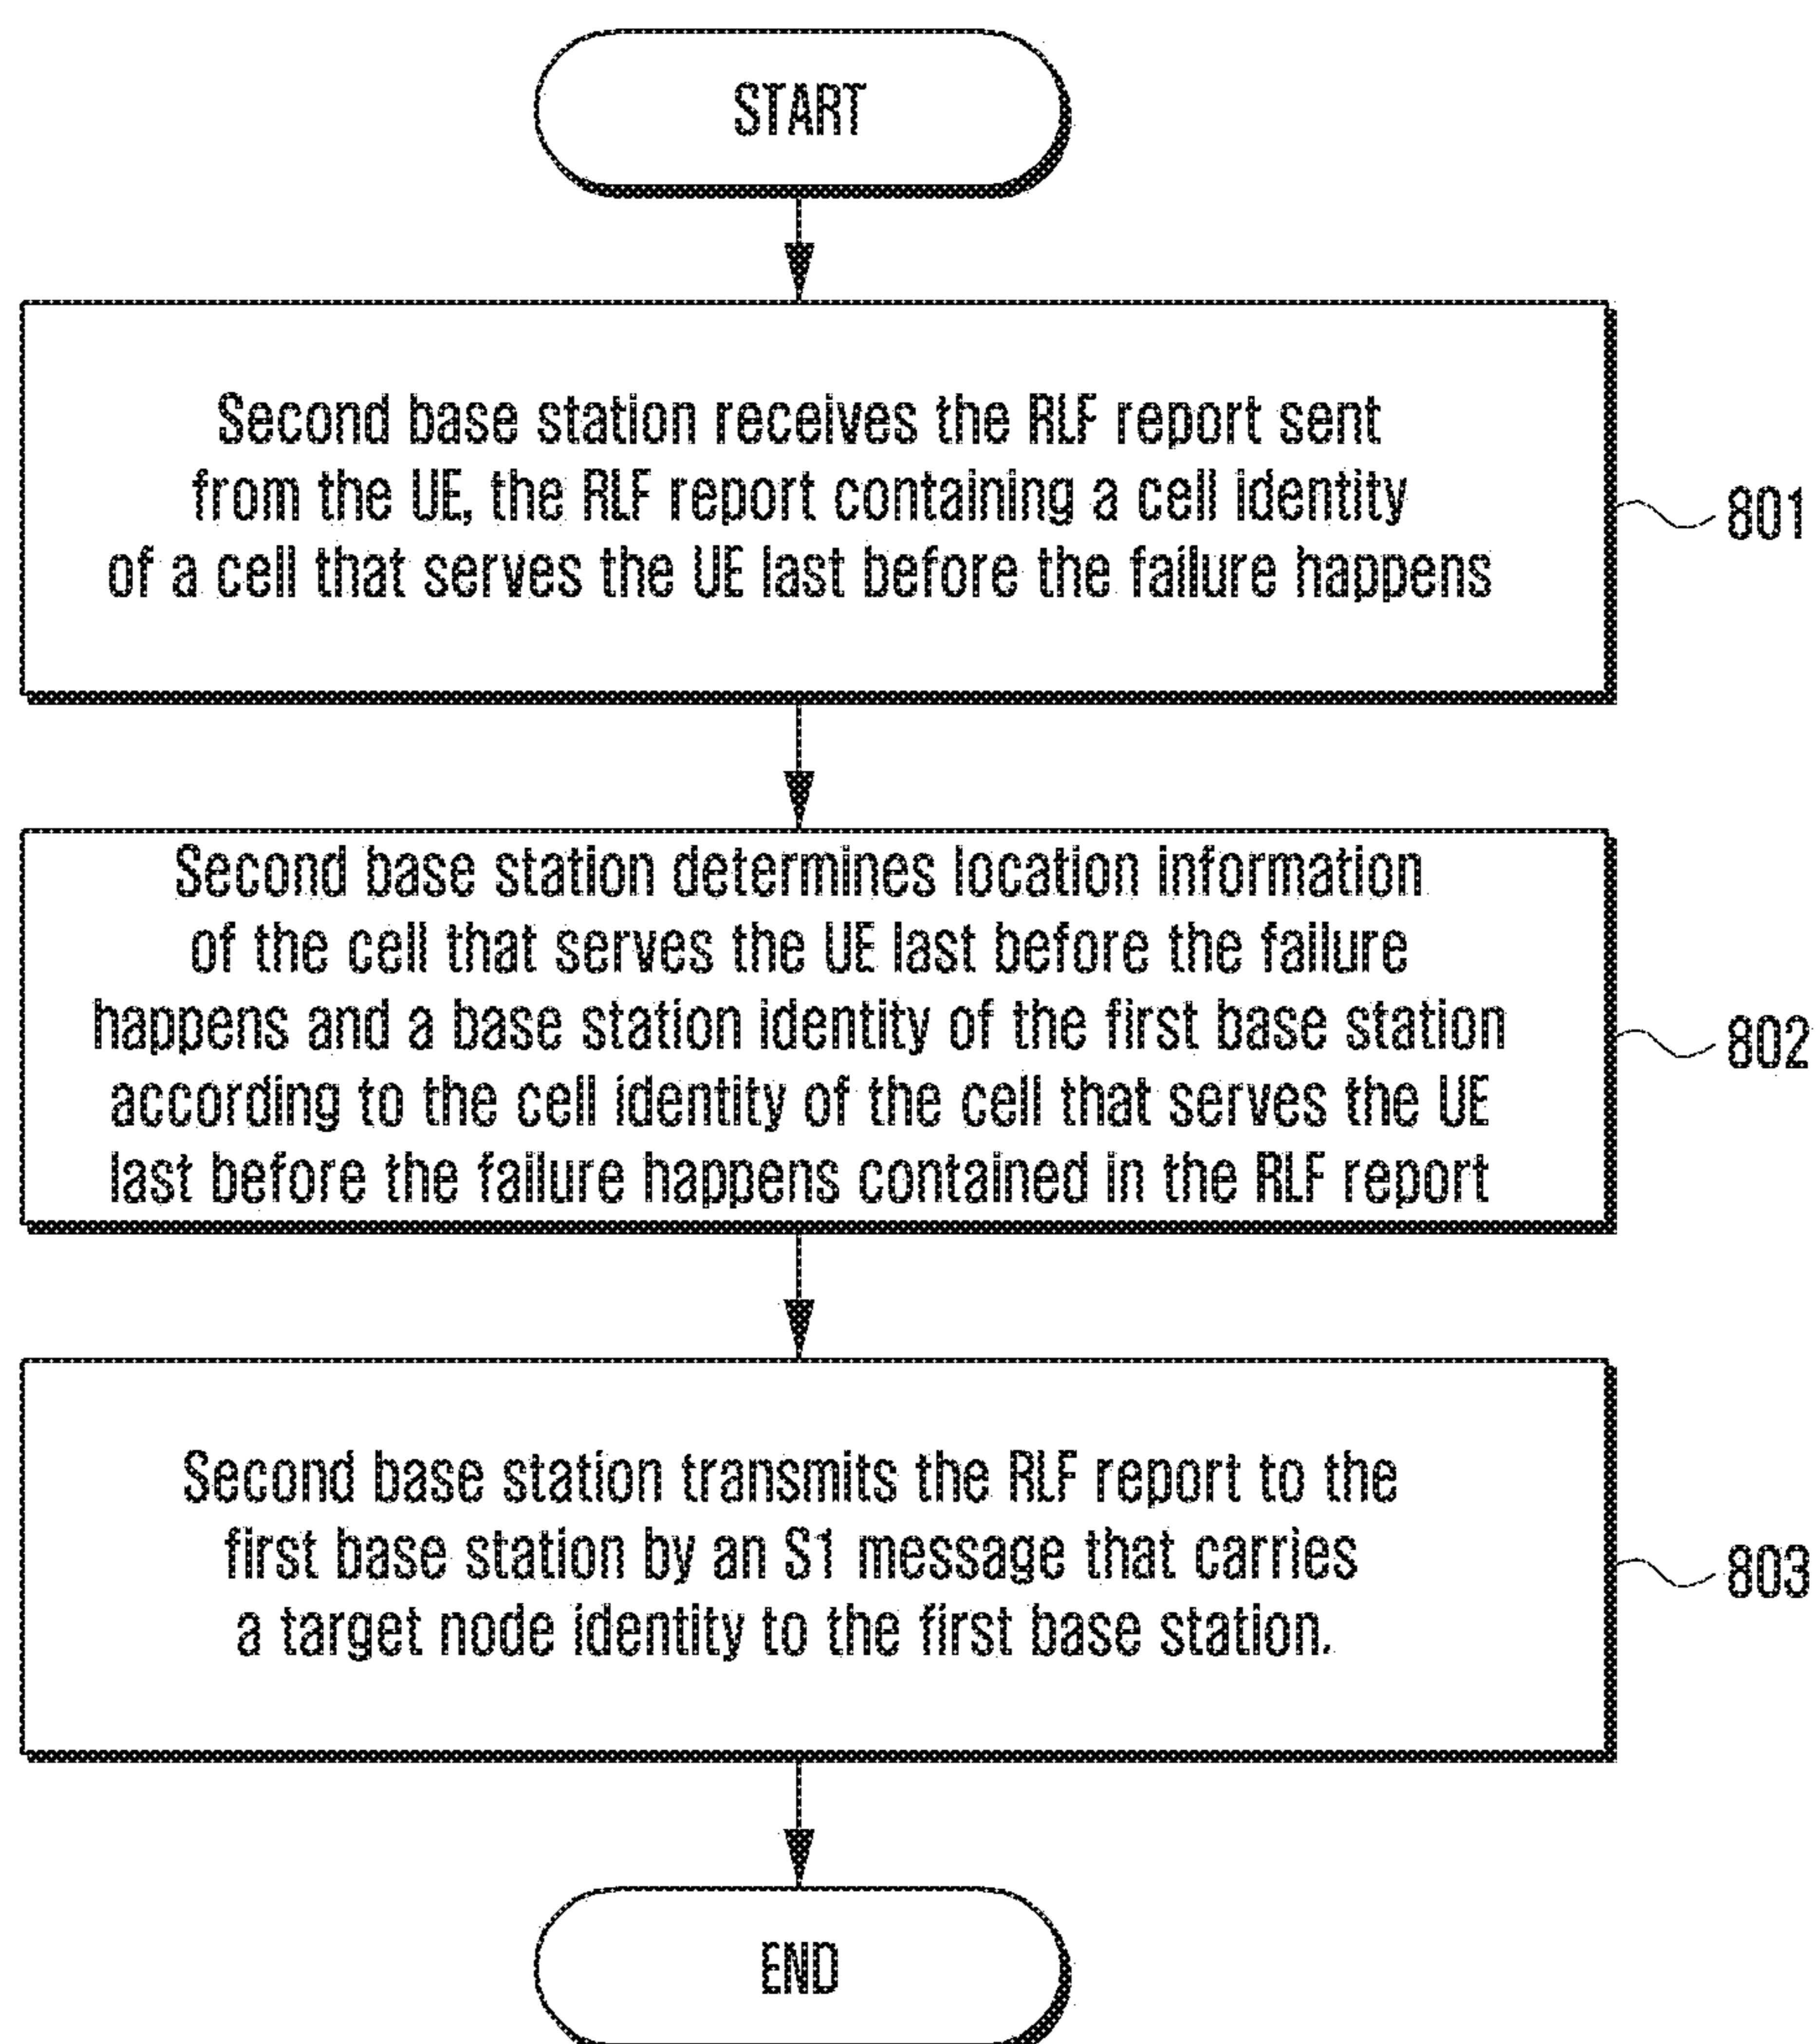 START
Second base station receives the RLF report sent
from the UE, the RLF report containing a cell identity
of a cell that serves the UE last before the failure happens
801
Second base station determines location information
of the cell that serves the UE last before the failure
happens and a base station identity of the first base station
according to the cell identity of the cell that serves the UE
last before the failure happens contained in the RLF report
802
Second base station transmits the RLF report to the
first base station by an S1 message that carries
a target node identity to the first base station.
803
END